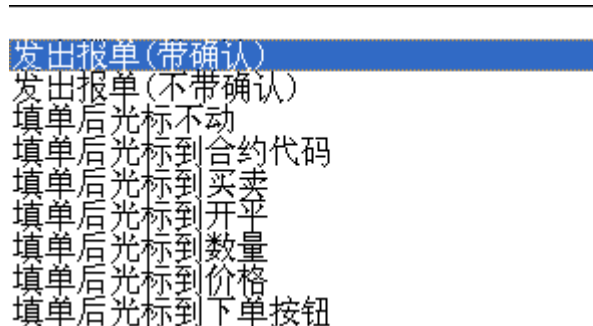 发出报单(带确认)
发出报单(不带确认)
填单后光标不动
填单后光标到合约代码
填单后光标到买卖
填单后光标到开平
填单后光标到数量
填单后光标到价格
填单后光标到下单按钮